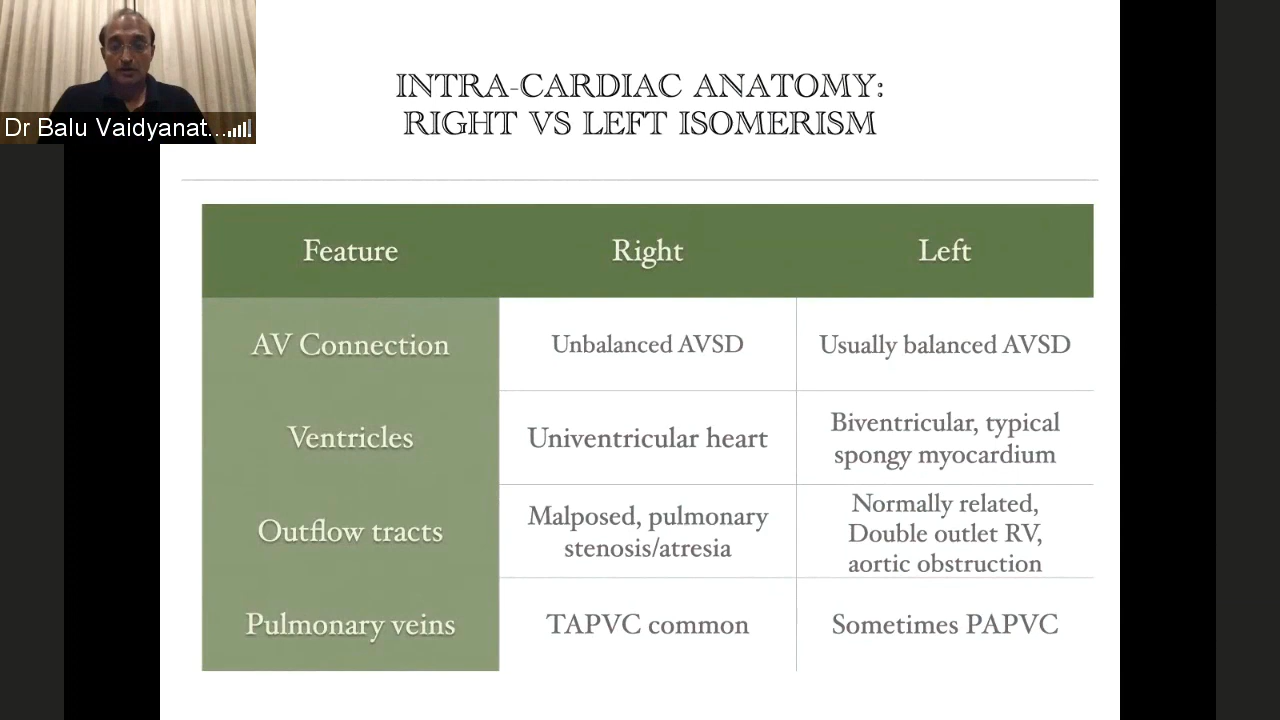 Dr Balu Vaidyanat...
INTRA-CARDIAC ANATOMY:
RIGHT VS LEFT ISOMERISM
Feature Right Left
AV Connection Unbalanced AVSD Usually balanced AVSD
Ventricles Univentricular heart Biventricular, typical
spongy myocardium
Outflow tracts Malposed, pulmonary
stenosis/atresia
Normally related,
Double outlet RV,
aortic obstruction
Pulmonary veins TAPVC common Sometimes PAPVC